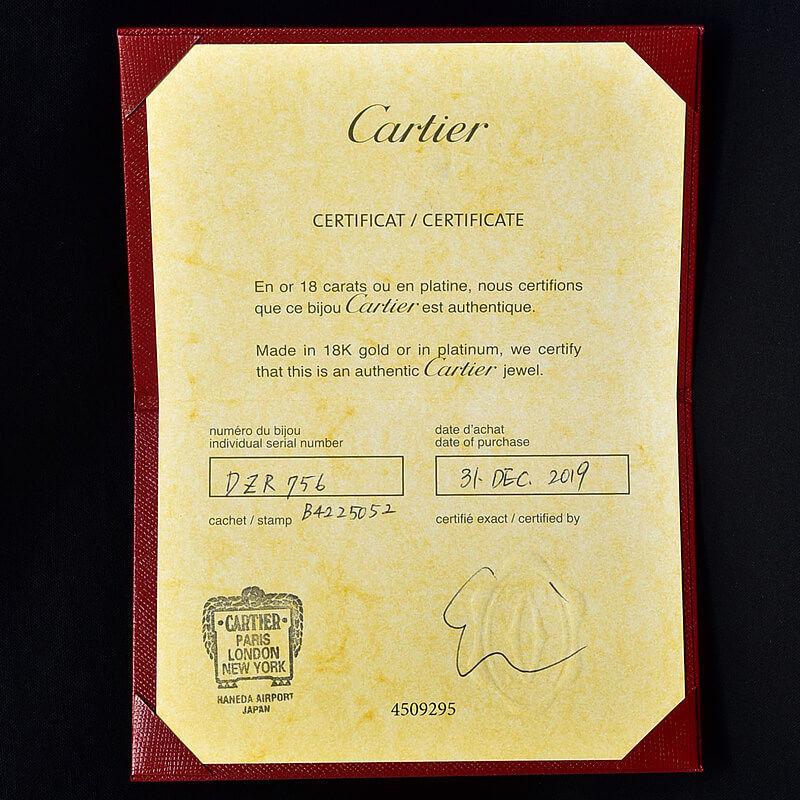 Cartier
CERTIFICAT / CERTIFICATE
En or 18 carats ou en platine, nous certifions
que ce bijou Cartier est authentique.
Made in 18K gold or in platinum, we certify
that this is an authentic Cartier jewel.
numéro du bijou
individual serial number
DZR 756
cachet / stamp B4225052
date d'achat
date of purchase
31. DEC. 2019
certifié exact / certified by
·CARTIER·
PARIS
LONDON
NEW YORK
HANEDA AIRPORT
JAPAN
4509295